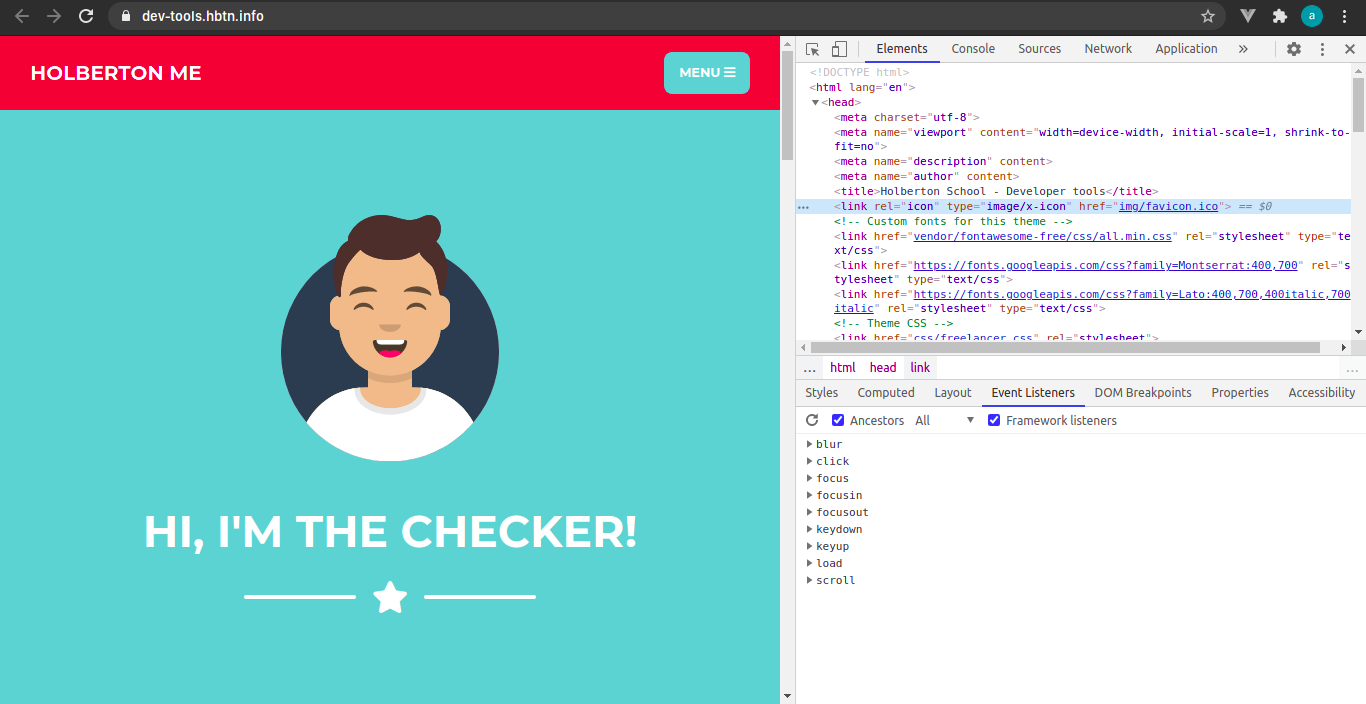 dev-tools.hbtn.info
a
HOLBERTON ME
MENU
HI, I'M THE CHECKER!
Elements Console Sources Network Application »
<!DOCTYPE html>
<html lang="en">
<head>
<meta charset="utf-8">
<meta name="viewport" content="width=device-width, initial-scale=1, shrink-to-
fit=no">
<meta name="description" content>
<meta name="author" content>
<title>Holberton School - Developer tools</title>
... <link rel="icon" type="image/x-icon" href="img/favicon.ico"> == $0
<!-- Custom fonts for this theme -->
<link href="vendor/fontawesome-free/css/all.min.css" rel="stylesheet" type="te
xt/css">
<link href="https://fonts.googleapis.com/css?family=Montserrat:400,700" rel="s
tylesheet" type="text/css">
<link href="https://fonts.googleapis.com/css?family=Lato:400,700,400italic,700
italic" rel="stylesheet" type="text/css">
<!-- Theme CSS -->
<link href="css/freelancer.css" rel="stylesheet">
... html head link ...
Styles Computed Layout Event Listeners DOM Breakpoints Properties Accessibility
Ancestors All Framework listeners
blur
click
focus
focusin
focusout
keydown
keyup
load
scroll